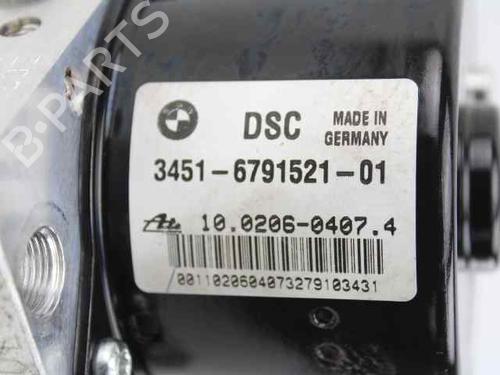 B-PARTS
DSC
MADE IN
GERMANY
3451-6791521-01
10.0206-0407.4
00110206040732791 03431